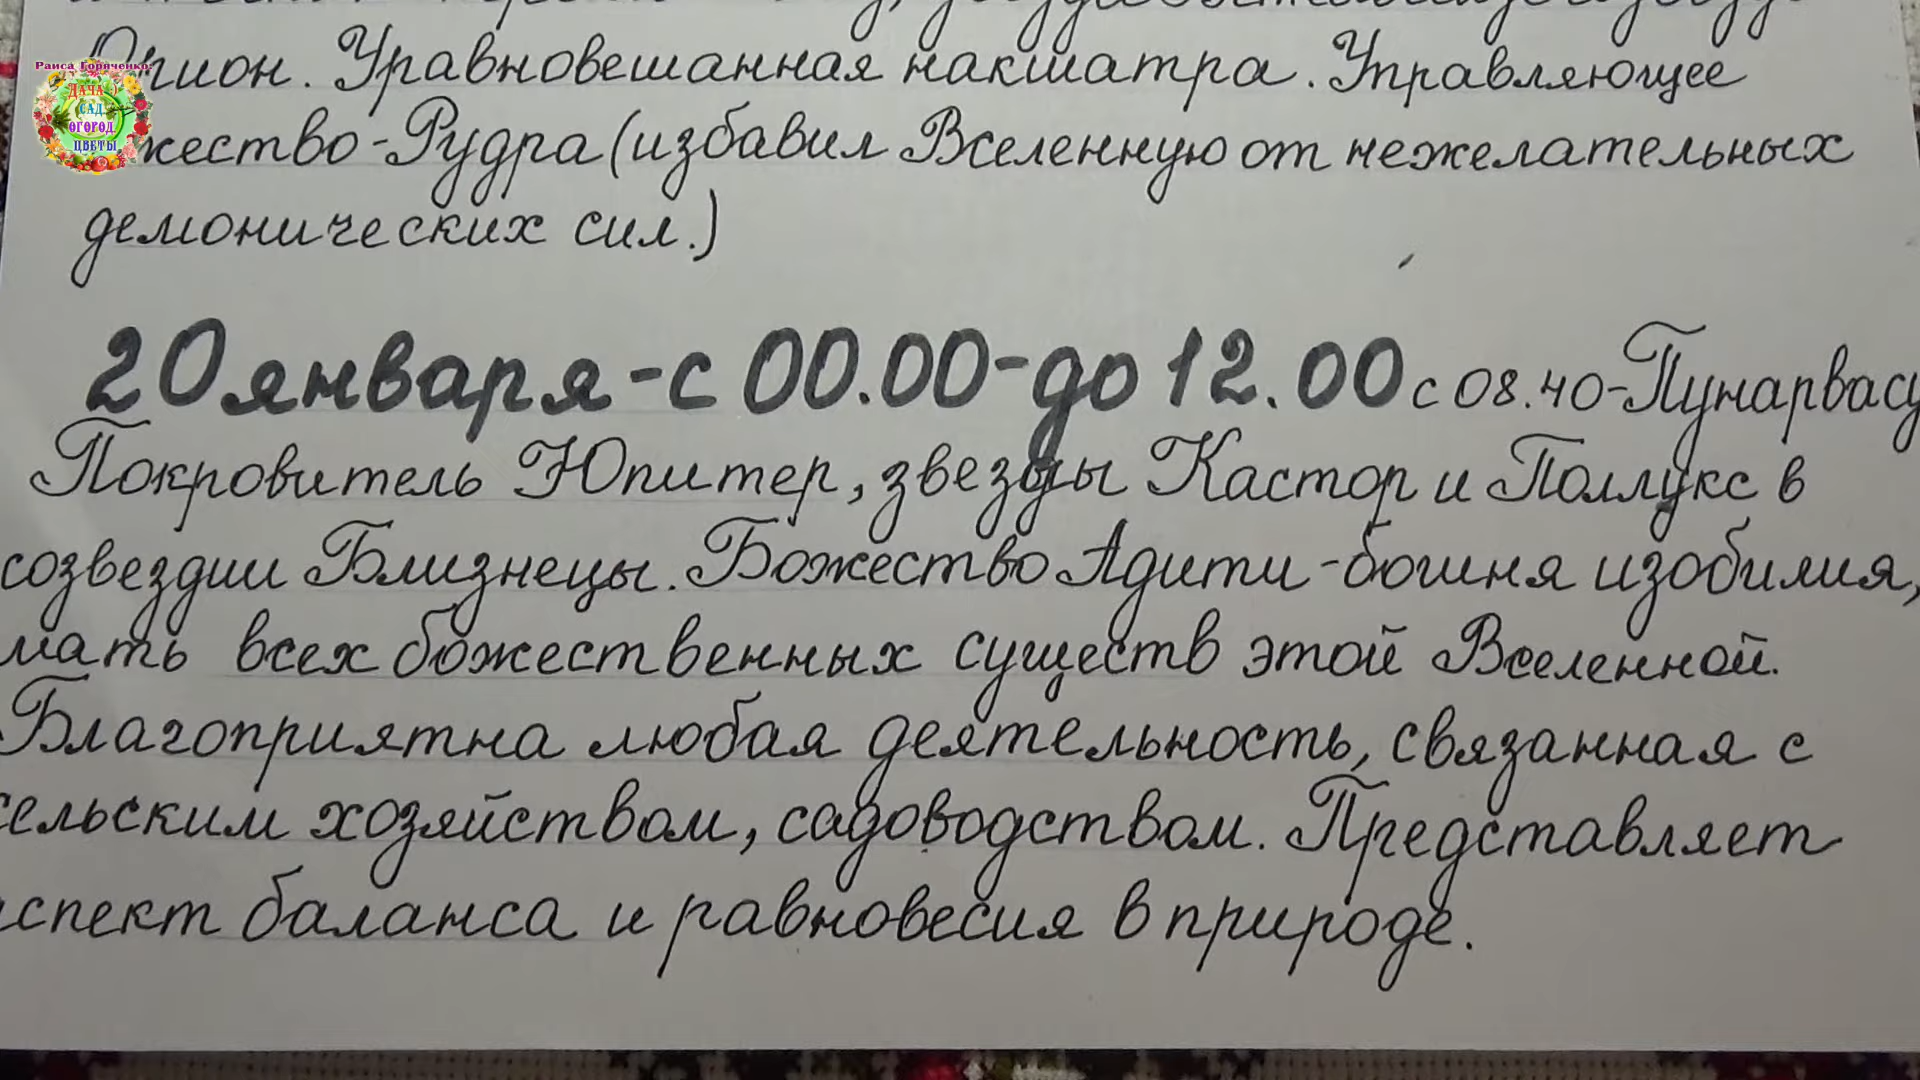 Раиса Горяченко.
Дача
сад.
огород.
цветы
Орион. Уравновешанная накшатра. Управляющее
жество-Рудра (избавил Вселенную от нежелательных
демонических сил.)
20 января - с 00.00 - до 12.00 с 08.40-Пунарвасу
Покровитель Юпитер, звезды Кастор и Поллукс в
созвездии Близнецы. Божество Адити - богиня изобилия,
мать всех божественных существ этой Вселенной.
Благоприятна любая деятельность, связанная с
сельским хозяйством, садоводством. Представляет
аспект баланса и равновесия в природе.